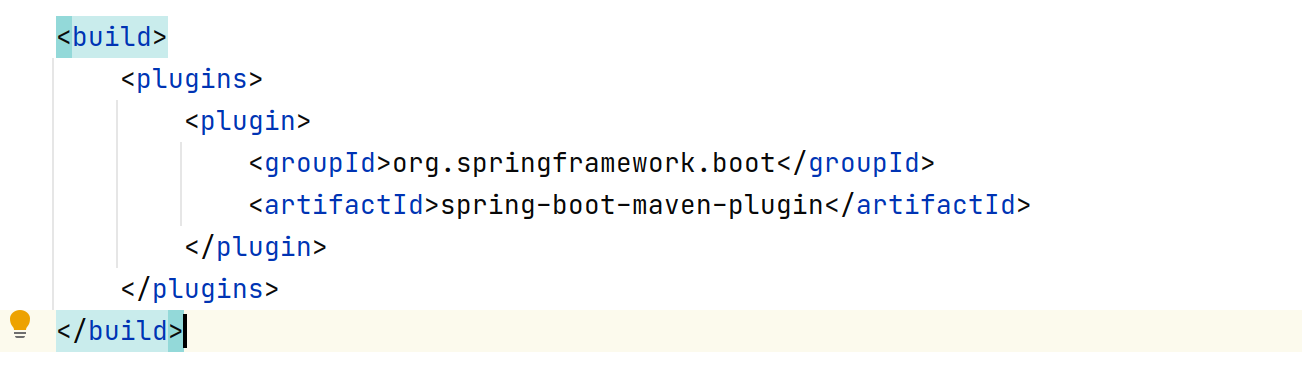 <build>
    <plugins>
        <plugin>
            <groupId>org.springframework.boot</groupId>
            <artifactId>spring-boot-maven-plugin</artifactId>
        </plugin>
    </plugins>
</build>